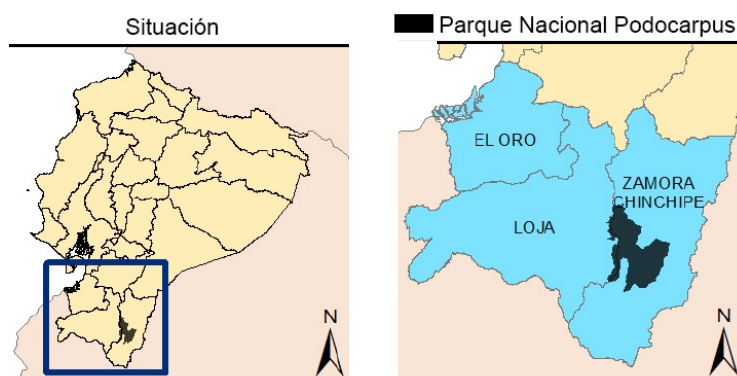 Situación
N
Parque Nacional Podocarpus
EL ORO
ZAMORA
CHINCHIPE
LOJA
N